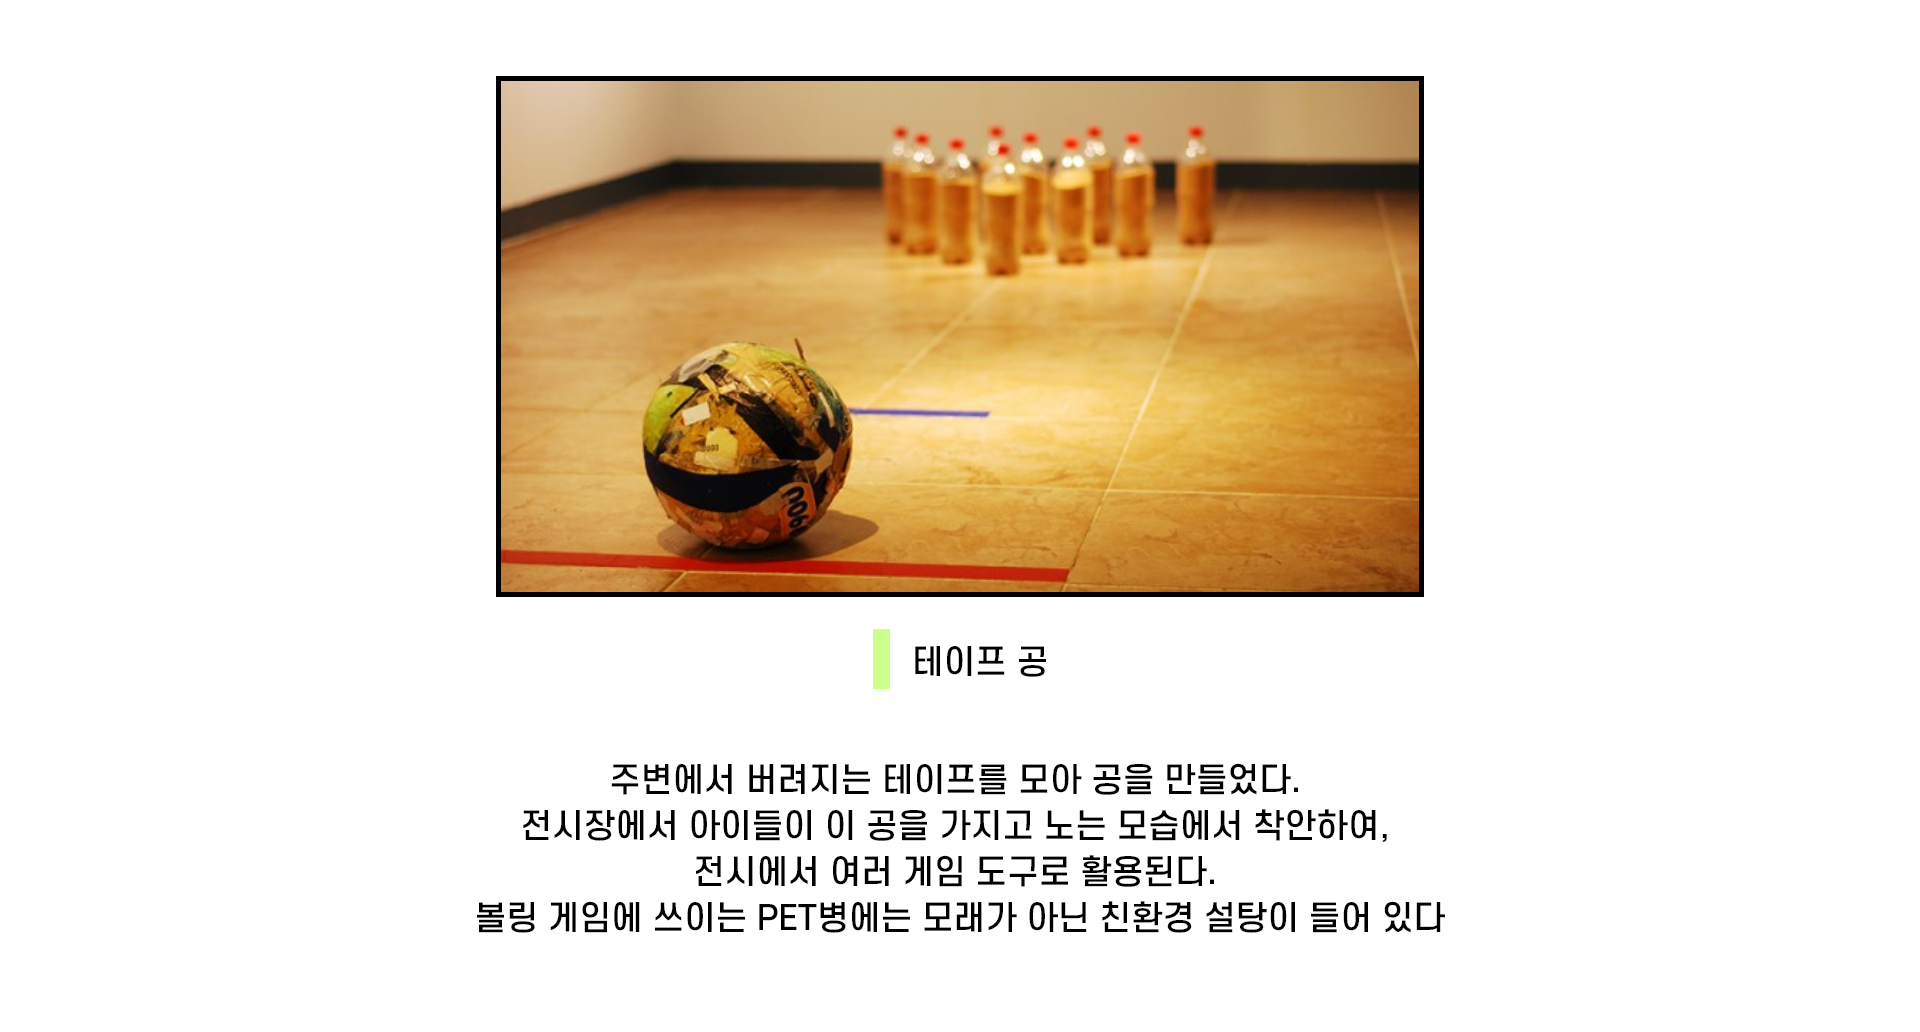 테이프 공
주변에서 버려지는 테이프를 모아 공을 만들었다.
전시장에서 아이들이 이 공을 가지고 노는 모습에서 착안하여,
전시에서 여러 게임 도구로 활용된다.
볼링 게임에 쓰이는 PET병에는 모래가 아닌 친환경 설탕이 들어 있다